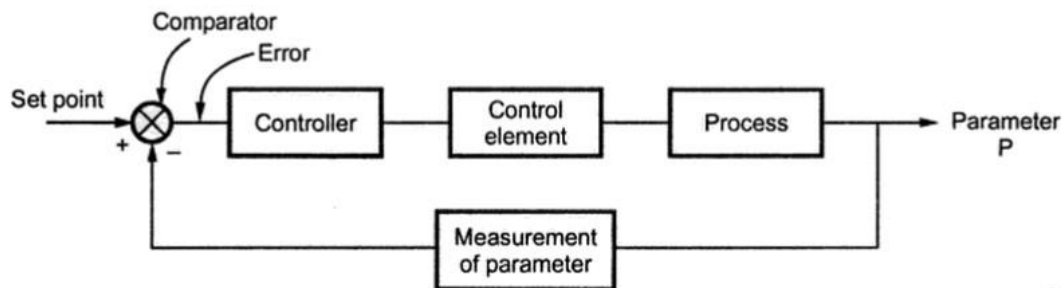 Comparator
Error
Set point
+
−
Controller
Control
element
Process
Parameter
P
Measurement
of parameter